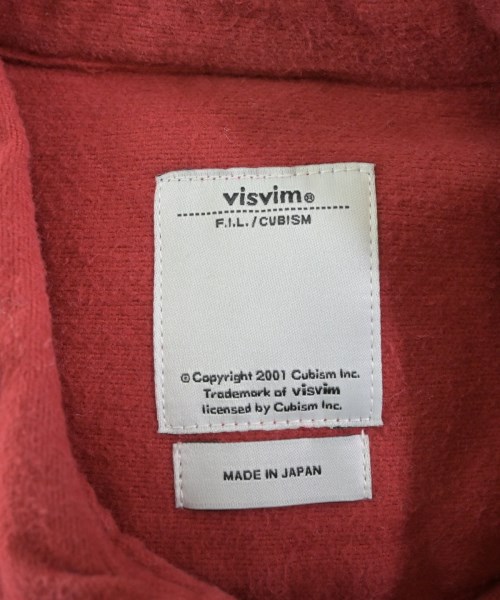 visvim®
F.I.L./CUBISM
© Copyright 2001 Cubism Inc.
Trademark of visvim
licensed by Cubism Inc.
MADE IN JAPAN